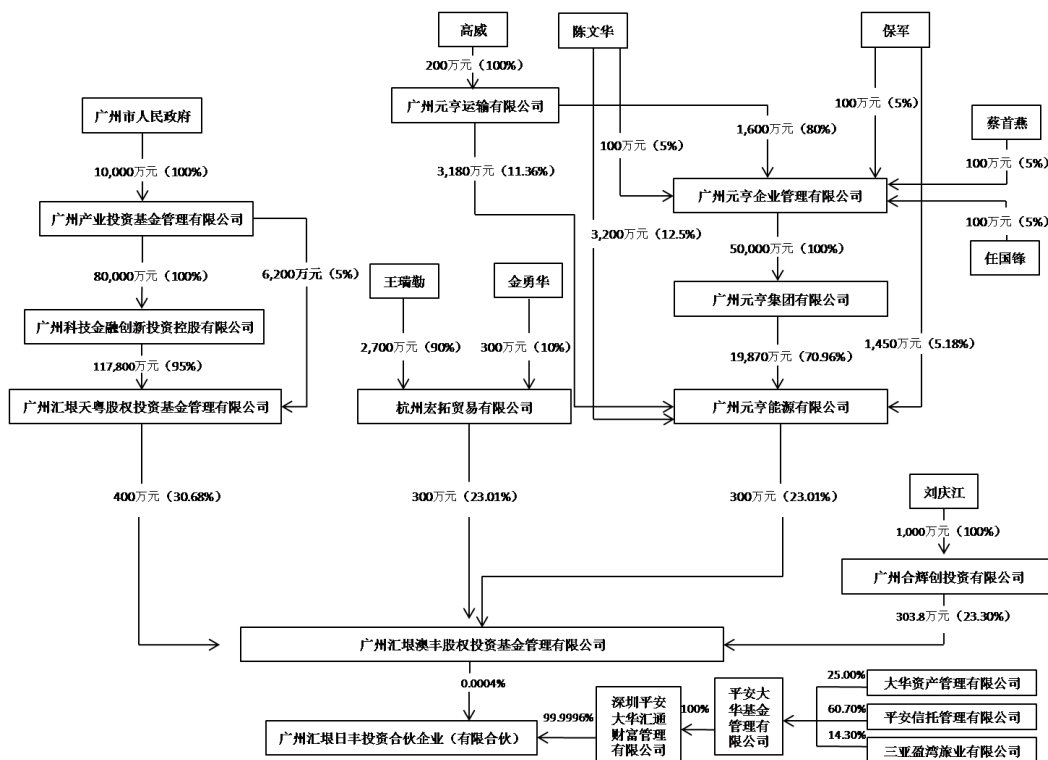 高威
陈文华
保军
200万元（100%）
广州元亨运输有限公司
广州市人民政府
100万元（5%）
1,600万元（80%）
蔡首燕
100万元（5%）
3,180万元（11.36%）
100万元（5%）
10,000万元（100%）
广州元亨企业管理有限公司
广州产业投资基金管理有限公司
100万元（5%）
3,200万元（12.5%）
50,000万元（100%）
任国锋
80,000万元（100%）
6,200万元（5%）
王瑞勤
金勇华
广州元亨集团有限公司
广州科技金融创新投资控股有限公司
2,700万元（90%）
300万元（10%）
19,870万元（70.96%）
1,450万元（5.18%）
117,800万元（95%）
广州汇垠天粤股权投资基金管理有限公司
杭州宏拓贸易有限公司
广州元亨能源有限公司
400万元（30.68%）
300万元（23.01%）
300万元（23.01%）
刘庆江
1,000万元（100%）
广州合辉创投资有限公司
303.8万元（23.30%）
广州汇垠澳丰股权投资基金管理有限公司
0.0004%
25.00%
大华资产管理有限公司
深圳平安
大华汇通
财富管理
有限公司
平安大
华基金
管理有
限公司
99.9996%
100%
60.70%
平安信托管理有限公司
广州汇垠日丰投资合伙企业（有限合伙）
14.30%
三亚盈湾旅业有限公司